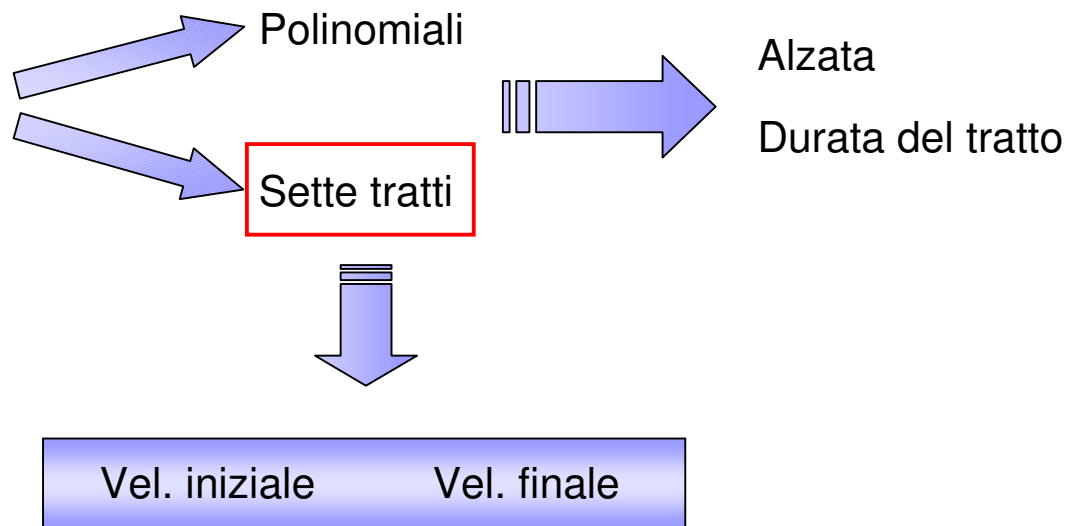 Polinomiali
Sette tratti
Alzata
Durata del tratto
Vel. iniziale Vel. finale